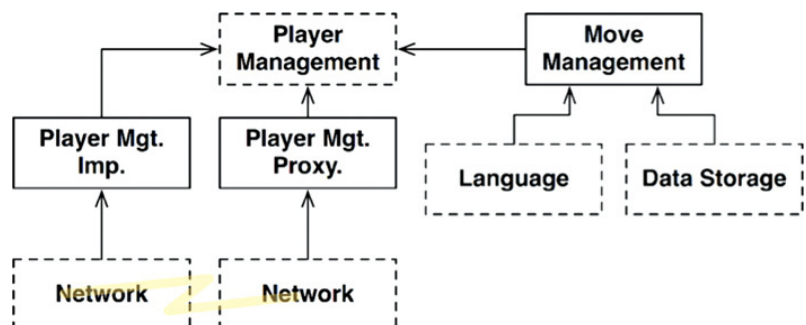 Player
Management
Move
Management
Player Mgt.
Imp.
Player Mgt.
Proxy.
Language
Data Storage
Network
Network